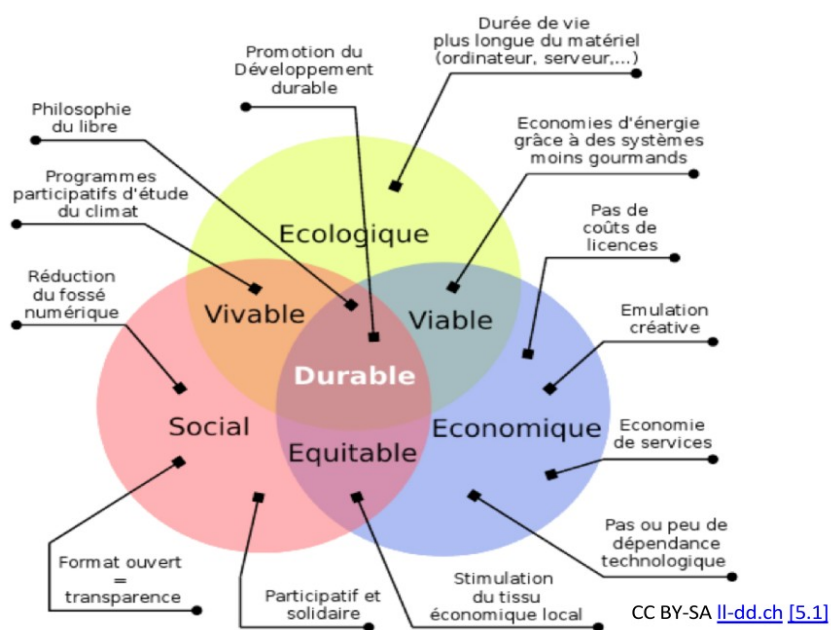 Durée de vie
plus longue du matériel
(ordinateur, serveur,...)
Promotion du
Développement
durable
Philosophie
du libre
Economies d'énergie
grâce à des systèmes
moins gourmands
Programmes
participatifs d'étude
du climat
Pas de
coûts de
licences
Ecologique
Réduction
du fossé
numérique
Vivable
Viable
Emulation
créative
Durable
Social
Economique
Equitable
Economie
de services
Pas ou peu de
dépendance
technologique
Format ouvert
=
transparence
Participatif et
solidaire
Stimulation
du tissu
économique local
CC BY-SA ll-dd.ch [5.1]